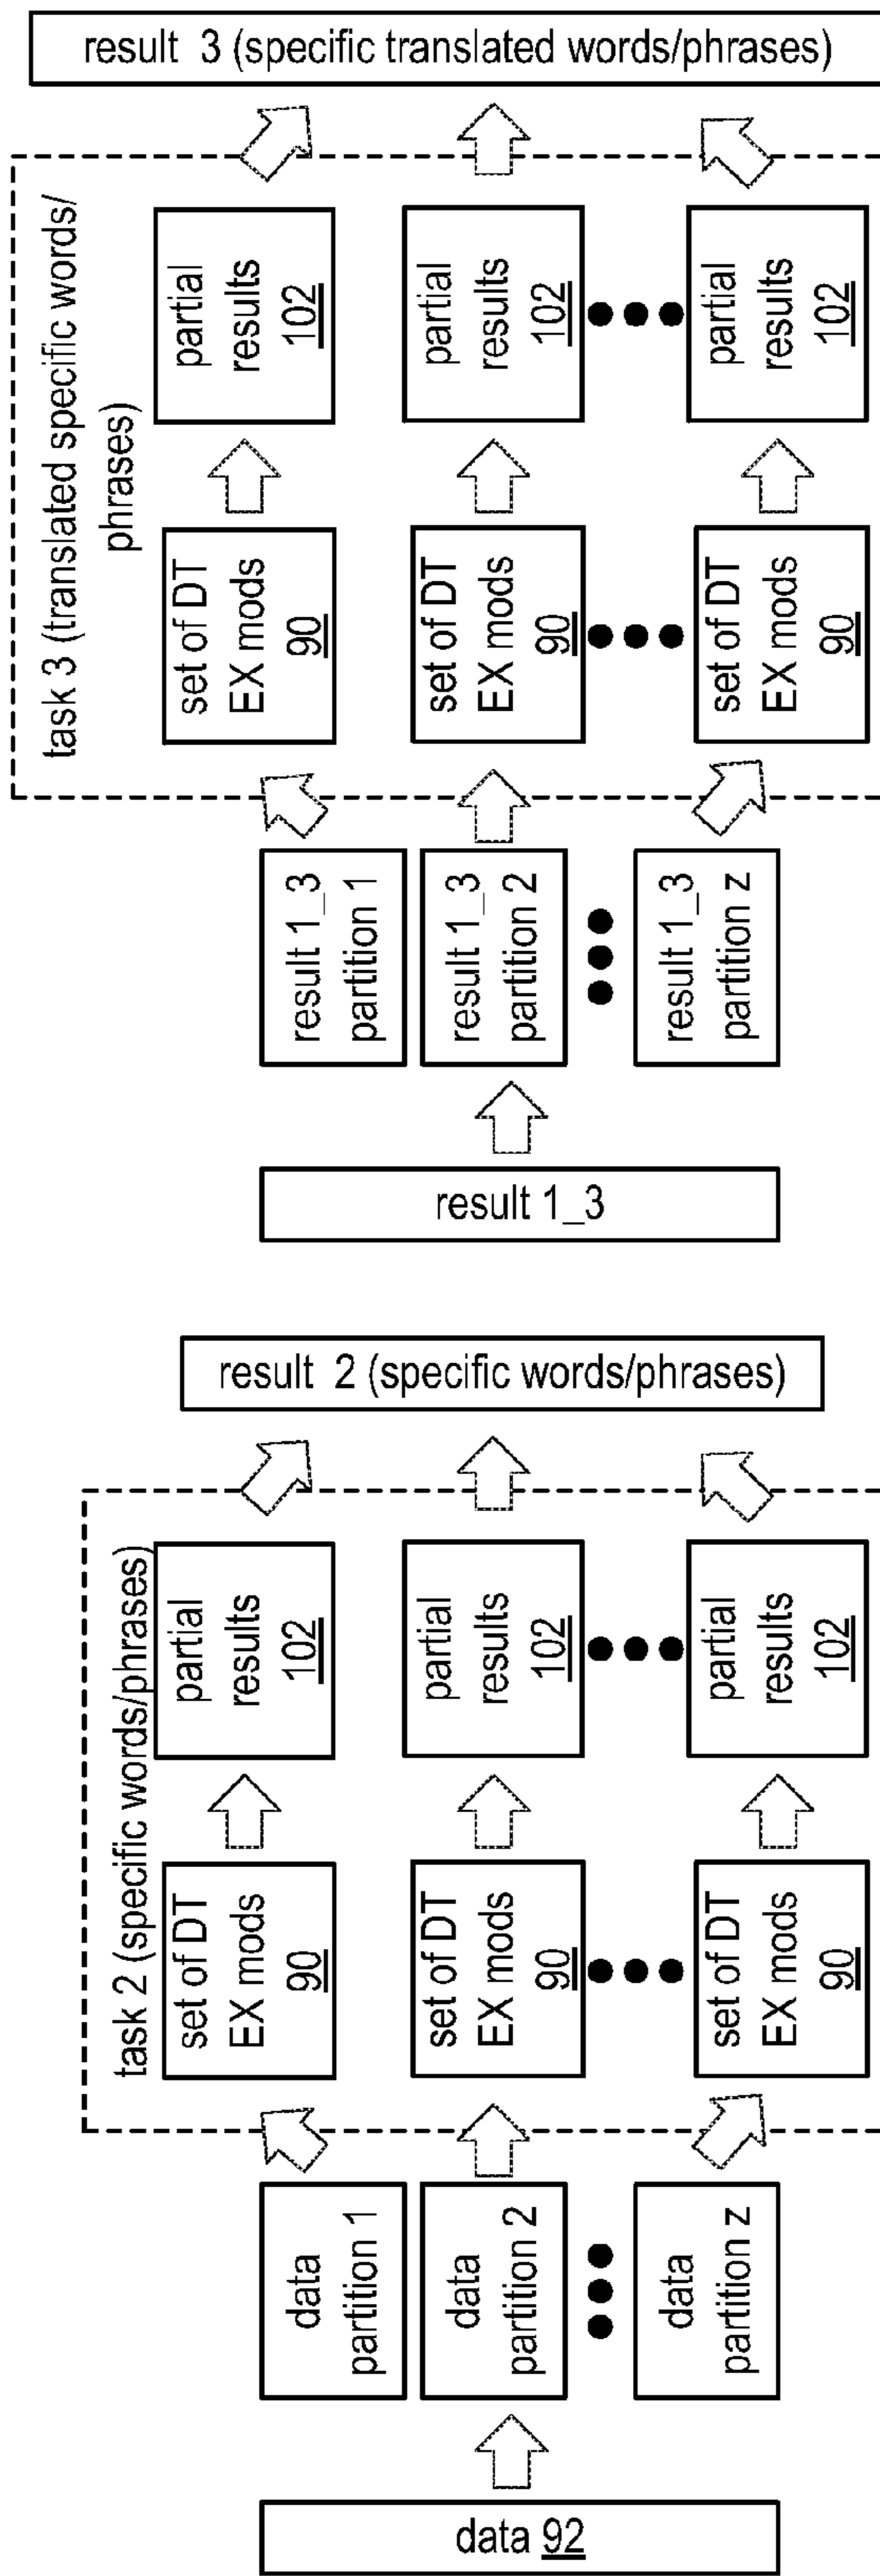 data 92
data
partition 1
data
partition 2
data
partition z
task 2 (specific words/phrases)
set of DT
EX mods
90
set of DT
EX mods
90
set of DT
EX mods
90
partial
results
102
partial
results
102
partial
results
102
result 2 (specific words/phrases)
result 1_3
result 1_3
partition 1
result 1_3
partition 2
result 1_3
partition z
task 3 (translated specific words/
phrases)
set of DT
EX mods
90
set of DT
EX mods
90
set of DT
EX mods
90
partial
results
102
partial
results
102
partial
results
102
result 3 (specific translated words/phrases)